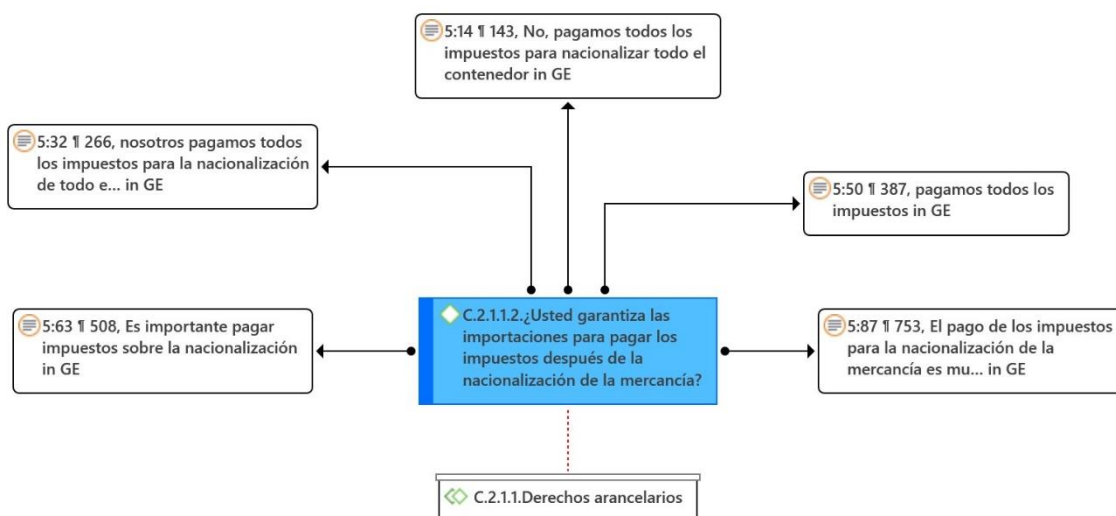 5:14 ¶ 143, No, pagamos todos los
impuestos para nacionalizar todo el
contenedor in GE
5:32 ¶ 266, nosotros pagamos todos
los impuestos para la nacionalización
de todo e... in GE
5:50 ¶ 387, pagamos todos los
impuestos in GE
5:63 ¶ 508, Es importante pagar
impuestos sobre la nacionalización
in GE
C.2.1.1.2.¿Usted garantiza las
importaciones para pagar los
impuestos después de la
nacionalización de la mercancía?
5:87 ¶ 753, El pago de los impuestos
para la nacionalización de la
mercancía es mu... in GE
C.2.1.1.Derechos arancelarios